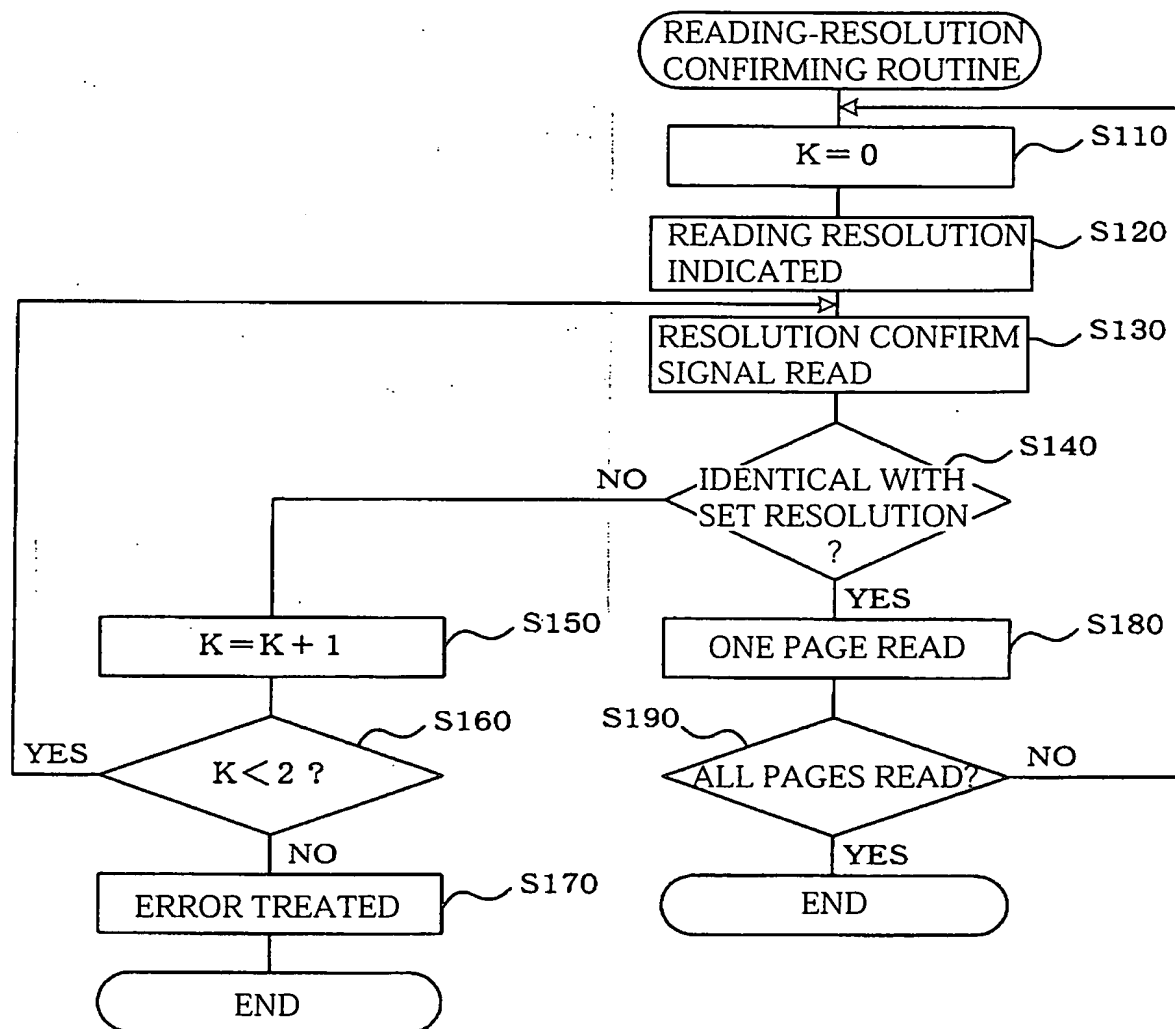 READING-RESOLUTION
CONFIRMING ROUTINE
K=0
S110
READING RESOLUTION
INDICATED
S120
RESOLUTION CONFIRM
SIGNAL READ
S130
IDENTICAL WITH
SET RESOLUTION
?
S140
NO
YES
K=K+1
S150
ONE PAGE READ
S180
K<2 ?
S160
YES
NO
ALL PAGES READ?
S190
NO
YES
ERROR TREATED
S170
END
END